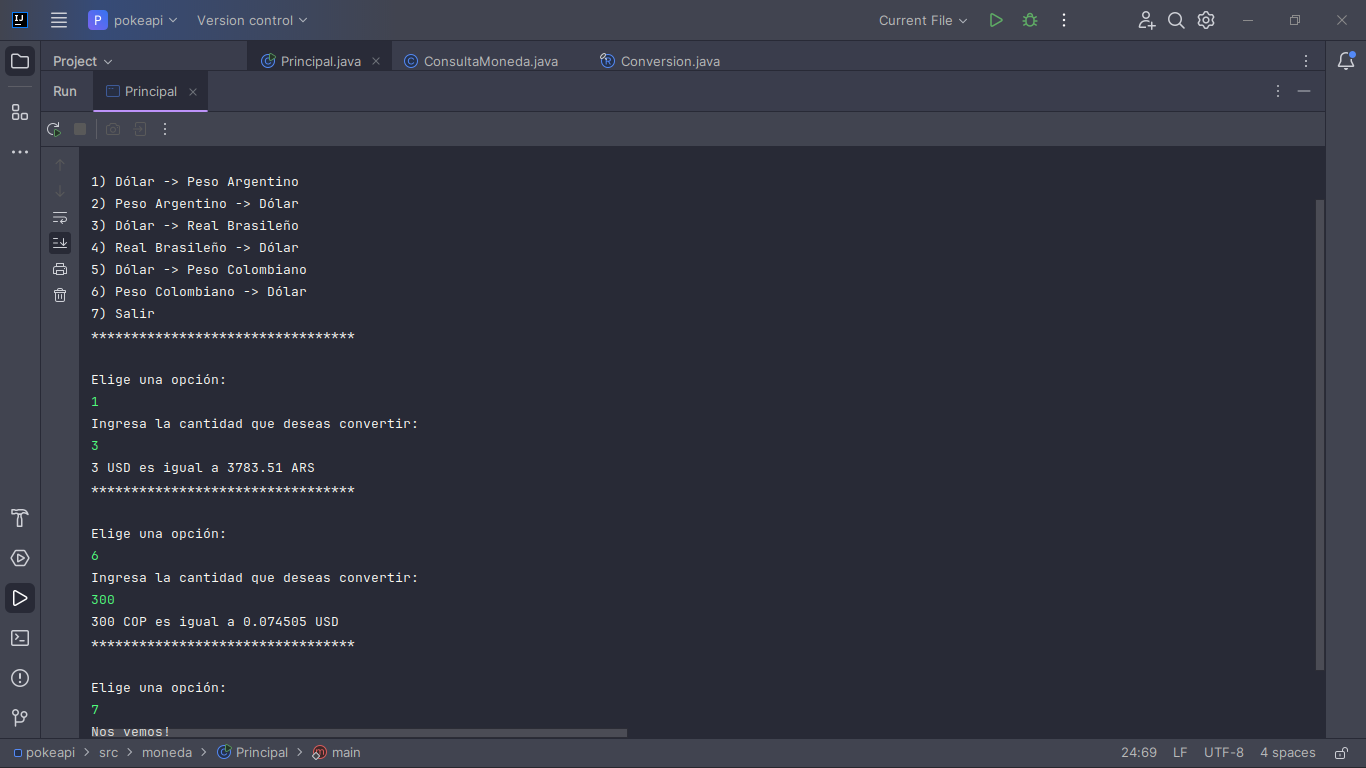 P pokeapi Version control Current File
Project Principal.java ConsultaMoneda.java Conversion.java
Run Principal
1) Dólar -> Peso Argentino
2) Peso Argentino -> Dólar
3) Dólar -> Real Brasileño
4) Real Brasileño -> Dólar
5) Dólar -> Peso Colombiano
6) Peso Colombiano -> Dólar
7) Salir
*********************************
Elige una opción:
1
Ingresa la cantidad que deseas convertir:
3
3 USD es igual a 3783.51 ARS
*********************************
Elige una opción:
6
Ingresa la cantidad que deseas convertir:
300
300 COP es igual a 0.074505 USD
*********************************
Elige una opción:
7
Nos vemos!
pokeapi > src > moneda > Principal > main 24:69 LF UTF-8 4 spaces